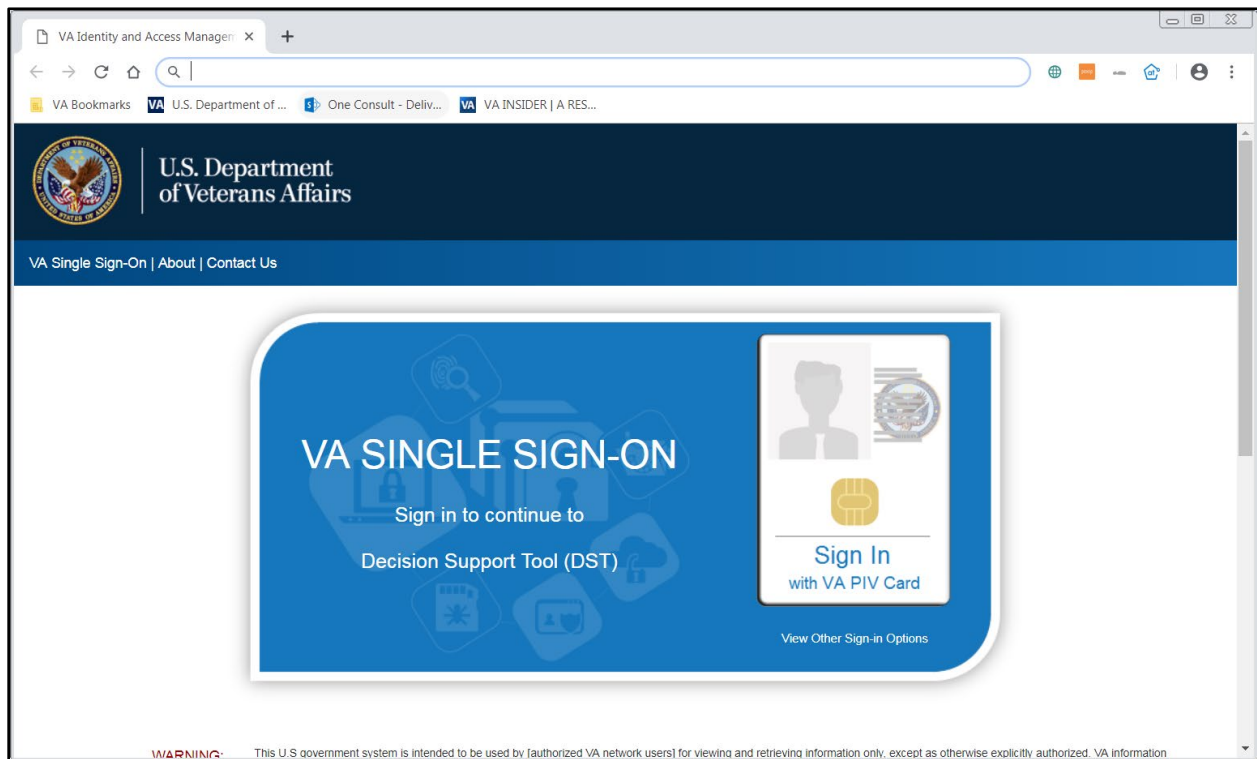 VA Identity and Access Managem
VA Bookmarks VA U.S. Department of ... One Consult - Deliv... VA VA INSIDER | A RES...
U.S. Department
of Veterans Affairs
VA Single Sign-On | About | Contact Us
VA SINGLE SIGN-ON
Sign in to continue to
Decision Support Tool (DST)
Sign In
with VA PIV Card
View Other Sign-in Options
WARNING: This U.S government system is intended to be used by [authorized VA network users] for viewing and retrieving information only, except as otherwise explicitly authorized. VA information